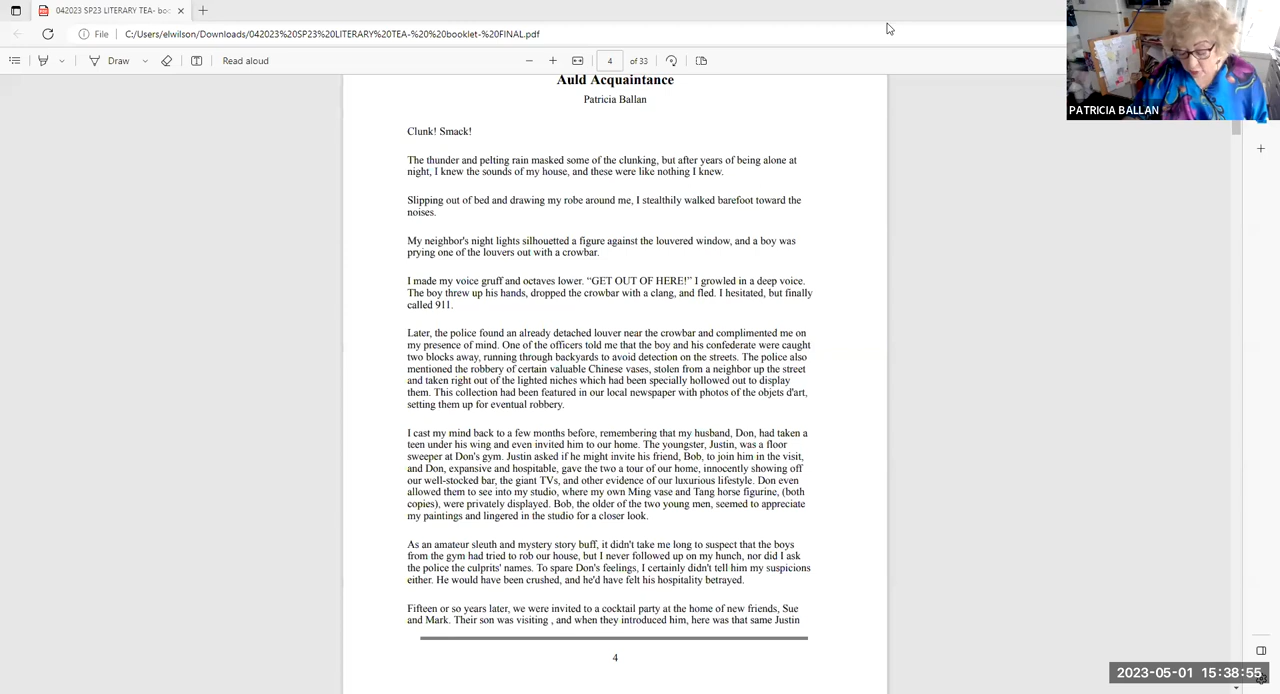 042023 SP23 LITERARY TEA- boo
File C:/Users/elwilson/Downloads/042023%20SP23%20LITERARY%20TEA-%20%20booklet-%20FINAL.pdf
Draw Read aloud 4 of 33
PATRICIA BALLAN
Auld Acquaintance
Patricia Ballan
Clunk! Smack!
The thunder and pelting rain masked some of the clunking, but after years of being alone at
night, I knew the sounds of my house, and these were like nothing I knew.
Slipping out of bed and drawing my robe around me, I stealthily walked barefoot toward the
noises.
My neighbor's night lights silhouetted a figure against the louvered window, and a boy was
prying one of the louvers out with a crowbar.
I made my voice gruff and octaves lower. “GET OUT OF HERE!” I growled in a deep voice.
The boy threw up his hands, dropped the crowbar with a clang, and fled. I hesitated, but finally
called 911.
Later, the police found an already detached louver near the crowbar and complimented me on
my presence of mind. One of the officers told me that the boy and his confederate were caught
two blocks away, running through backyards to avoid detection on the streets. The police also
mentioned the robbery of certain valuable Chinese vases, stolen from a neighbor up the street
and taken right out of the lighted niches which had been specially hollowed out to display
them. This collection had been featured in our local newspaper with photos of the objets d'art,
setting them up for eventual robbery.
I cast my mind back to a few months before, remembering that my husband, Don, had taken a
teen under his wing and even invited him to our home. The youngster, Justin, was a floor
sweeper at Don's gym. Justin asked if he might invite his friend, Bob, to join him in the visit,
and Don, expansive and hospitable, gave the two a tour of our home, innocently showing off
our well-stocked bar, the giant TVs, and other evidence of our luxurious lifestyle. Don even
allowed them to see into my studio, where my own Ming vase and Tang horse figurine, (both
copies), were privately displayed. Bob, the older of the two young men, seemed to appreciate
my paintings and lingered in the studio for a closer look.
As an amateur sleuth and mystery story buff, it didn't take me long to suspect that the boys
from the gym had tried to rob our house, but I never followed up on my hunch, nor did I ask
the police the culprits' names. To spare Don's feelings, I certainly didn't tell him my suspicions
either. He would have been crushed, and he'd have felt his hospitality betrayed.
Fifteen or so years later, we were invited to a cocktail party at the home of new friends, Sue
and Mark. Their son was visiting , and when they introduced him, here was that same Justin
4
2023-05-01 15:38:55